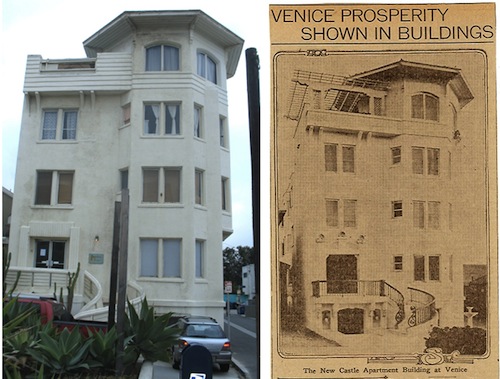 VENICE PROSPERITY
SHOWN IN BUILDINGS
The New Castle Apartment Building at Venice